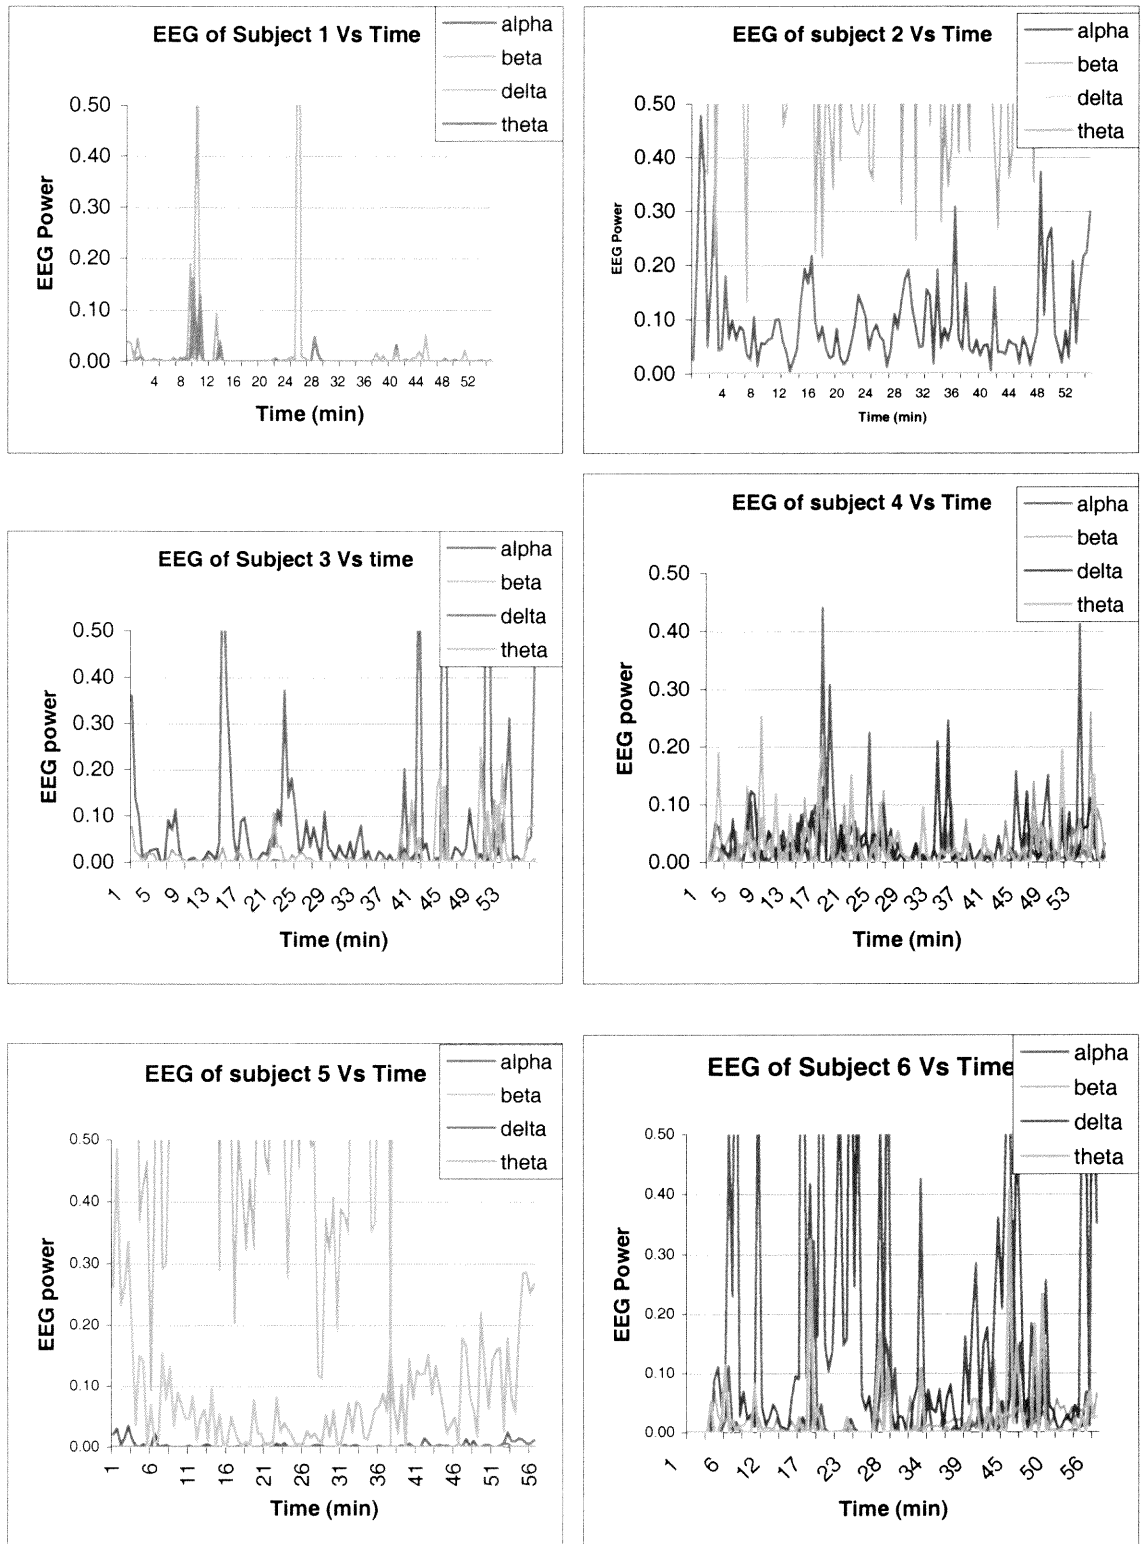 EEG of Subject 1 Vs Time
alpha
beta
delta
theta
EEG Power
0.50
0.40
0.30
0.20
0.10
0.00
4 8 12 16 20 24 28 32 36 40 44 48 52
Time (min)
EEG of subject 2 Vs Time
alpha
beta
delta
theta
EEG Power
0.50
0.40
0.30
0.20
0.10
0.00
4 8 12 16 20 24 28 32 36 40 44 48 52
Time (min)
EEG of Subject 3 Vs time
alpha
beta
delta
theta
EEG power
0.50
0.40
0.30
0.20
0.10
0.00
1 5 9 13 17 21 25 29 33 37 41 45 49 53
Time (min)
EEG of subject 4 Vs Time
alpha
beta
delta
theta
EEG power
0.50
0.40
0.30
0.20
0.10
0.00
1 5 9 13 17 21 25 29 33 37 41 45 49 53
Time (min)
EEG of subject 5 Vs Time
alpha
beta
delta
theta
EEG power
0.50
0.40
0.30
0.20
0.10
0.00
1 6 11 16 21 26 31 36 41 46 51 56
Time (min)
EEG of Subject 6 Vs Time
alpha
beta
delta
theta
EEG Power
0.50
0.40
0.30
0.20
0.10
0.00
1 6 12 17 23 28 34 39 45 50 56
Time (min)